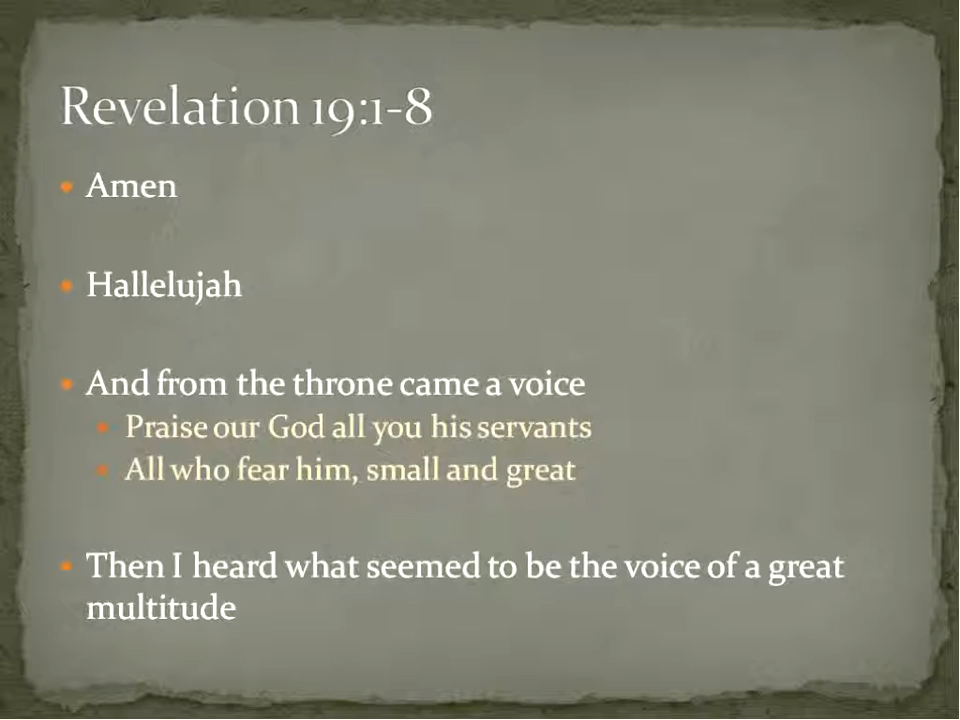 Revelation 19:1-8
• Amen
• Hallelujah
• And from the throne came a voice
• Praise our God all you his servants
• All who fear him, small and great
• Then I heard what seemed to be the voice of a great
multitude